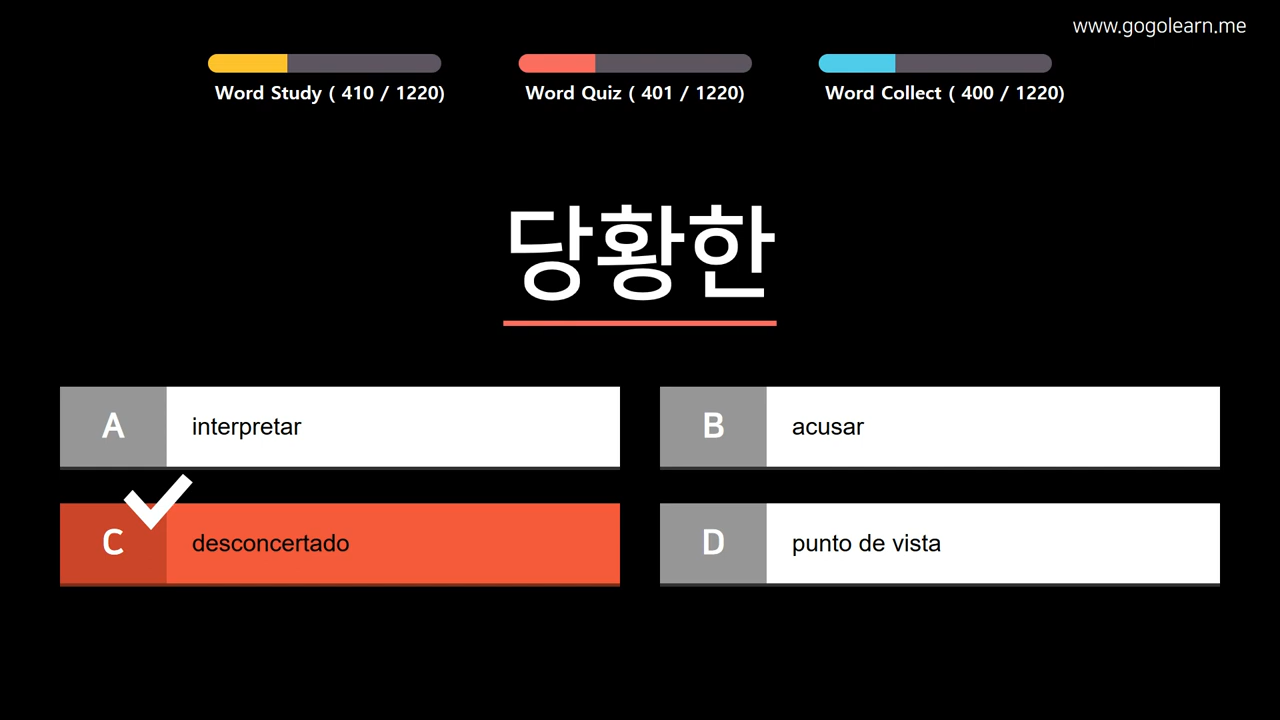 www.gogolearn.me
Word Study ( 410 / 1220)
Word Quiz ( 401 / 1220)
Word Collect ( 400 / 1220)
당황한
A interpretar
B acusar
C desconcertado
D punto de vista